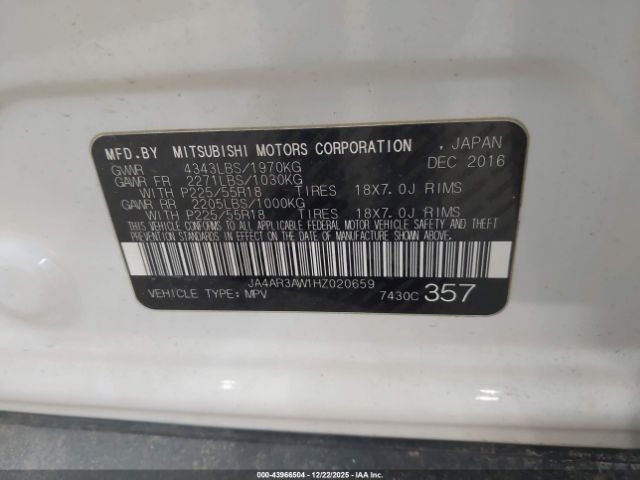 MFD.BY MITSUBISHI MOTORS CORPORATION , JAPAN
GVWR 4343LBS/1970KG DEC 2016
GAWR FR 2271LBS/1030KG
WITH P225/55R18 TIRES 18X7.0J RIMS
GAWR RR 2205LBS/1000KG
WITH P225/55R18 TIRES 18X7.0J RIMS
THIS VEHICLE CONFORMS TO ALL APPLICABLE FEDERAL MOTOR VEHICLE SAFETY AND THEFT
PREVENTION STANDARDS IN EFFECT ON THE DATE OF MANUFACTURE SHOWN ABOVE.
JA4AR3AW1HZ020659
VEHICLE TYPE:MPV 7430C 357
000-43966504 - 12/22/2025 - IAA